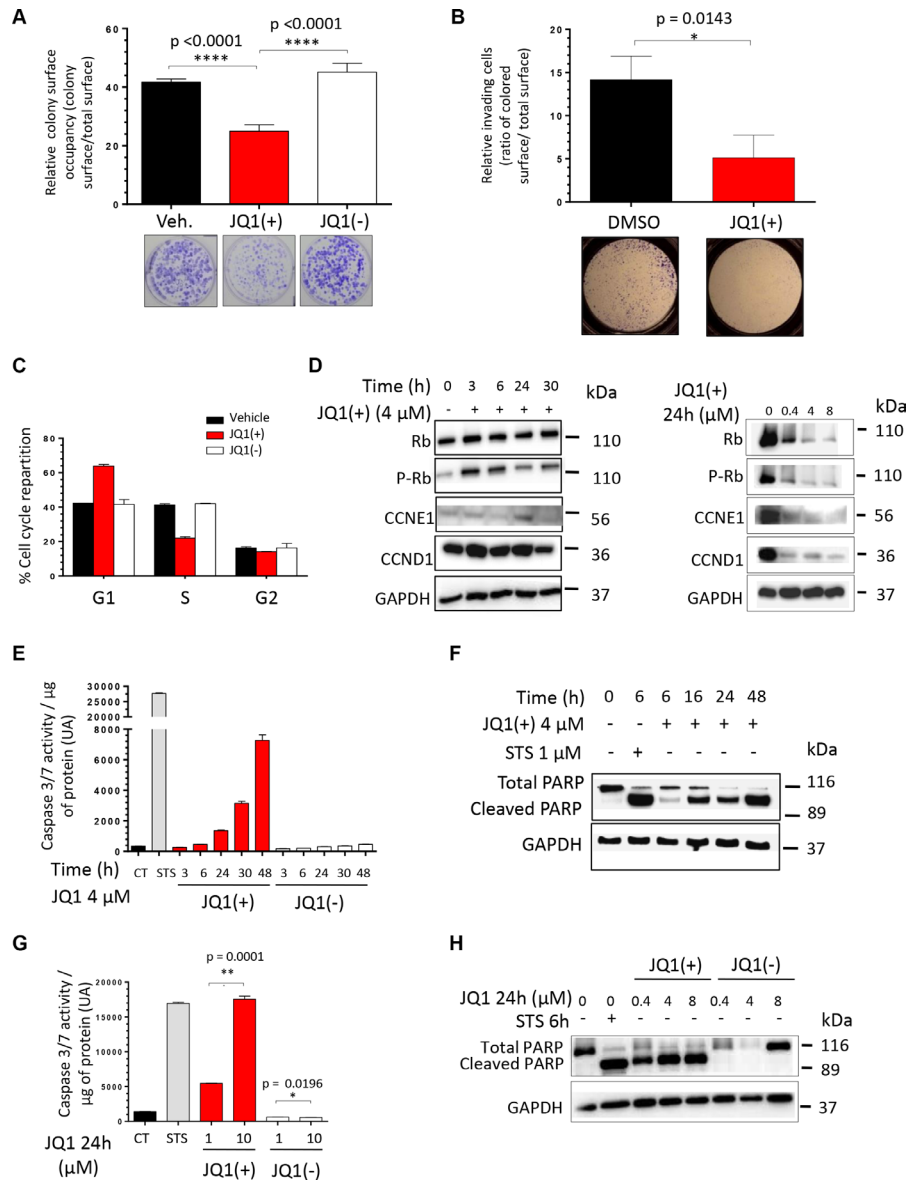 A
p <0.0001
p <0.0001
****
****
Relative colony surface
occupancy (colony
surface/total surface)
60
40
20
0
Veh.
JQ1(+)
JQ1(-)
B
p = 0.0143
*
Relative invading cells
(ratio of colored
surface/ total surface)
20
15
10
5
0
DMSO
JQ1(+)
C
Vehicle
JQ1(+)
JQ1(-)
% Cell cycle repartition
80
60
40
20
0
G1
S
G2
D
Time (h) 0 3 6 24 30
JQ1(+) (4 µM) - + + + +
kDa
Rb 110
P-Rb 110
CCNE1 56
CCND1 36
GAPDH 37
JQ1(+)
24h (µM) 0 0.4 4 8
kDa
Rb 110
P-Rb 110
CCNE1 56
CCND1 36
GAPDH 37
E
Caspase 3/7 activity / µg
of protein (UA)
30000
25000
20000
8000
6000
4000
2000
0
Time (h) CT STS 3 6 24 30 48 3 6 24 30 48
JQ1 4 µM
JQ1(+)
JQ1(-)
F
Time (h) 0 6 6 16 24 48
JQ1(+) 4 µM - - + + + +
STS 1 µM - + - - - -
kDa
Total PARP 116
Cleaved PARP 89
GAPDH 37
G
p = 0.0001
**
p = 0.0196
*
Caspase 3/7 activity /
µg of protein (UA)
20000
15000
10000
5000
0
CT STS 1 10 1 10
JQ1 24h
(µM)
JQ1(+)
JQ1(-)
H
JQ1(+)
JQ1(-)
JQ1 24h (µM) 0 0 0.4 4 8 0.4 4 8
STS 6h - + - - - - - -
kDa
Total PARP 116
Cleaved PARP 89
GAPDH 37